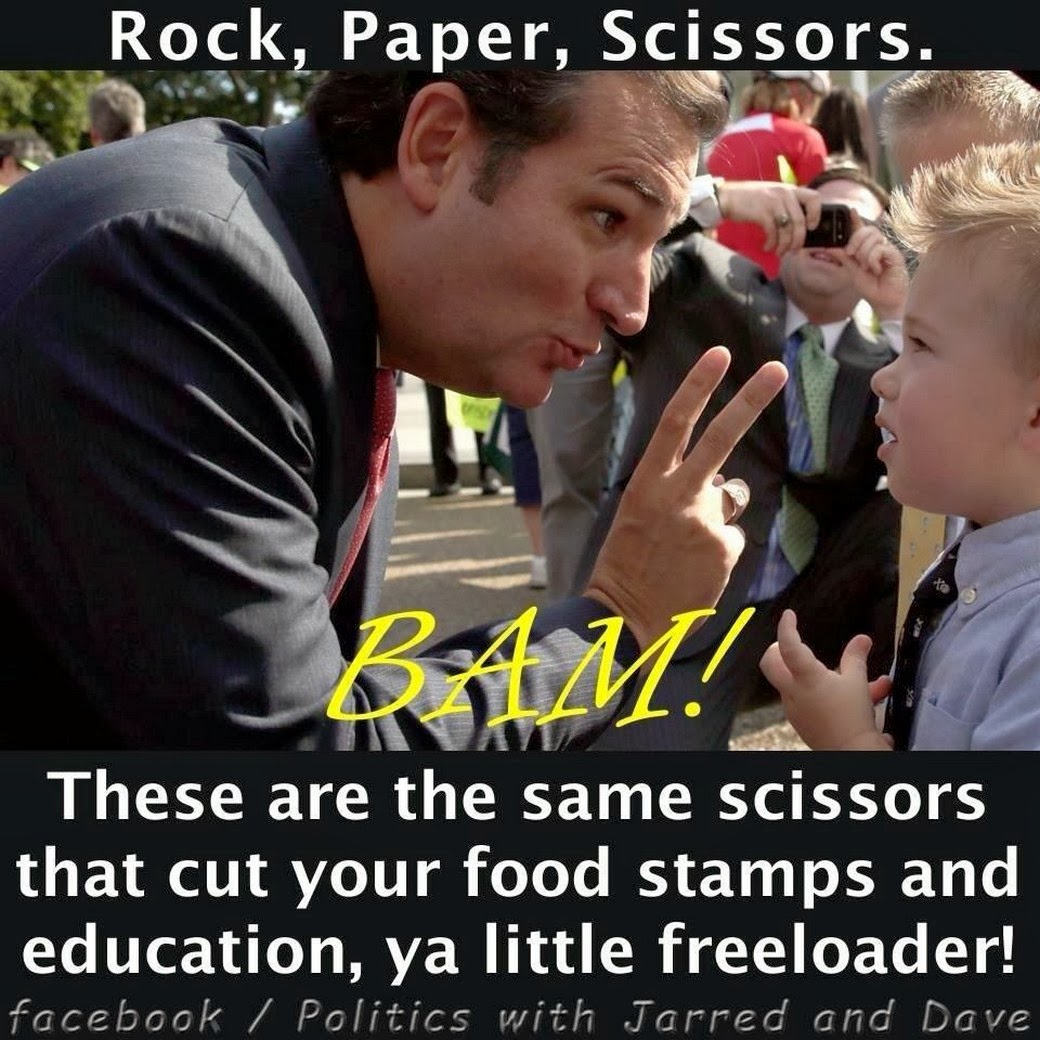 Rock, Paper, Scissors.
BAM!
These are the same scissors
that cut your food stamps and
education, ya little freeloader!
facebook / Politics with Jarred and Dave